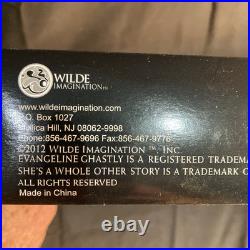 WILDE
IMAGINATION™
www.wildeimagination.com
P.O. Box 1027
Mullica Hill, NJ 08062-9998
Phone:856-467-9696 Fax:856-467-9776
©2012 WILDE IMAGINATION™, INC.
EVANGELINE GHASTLY IS A REGISTERED TRADEMA
SHE'S A WHOLE OTHER STORY IS A TRADEMARK O
ALL RIGHTS RESERVED
Made in China